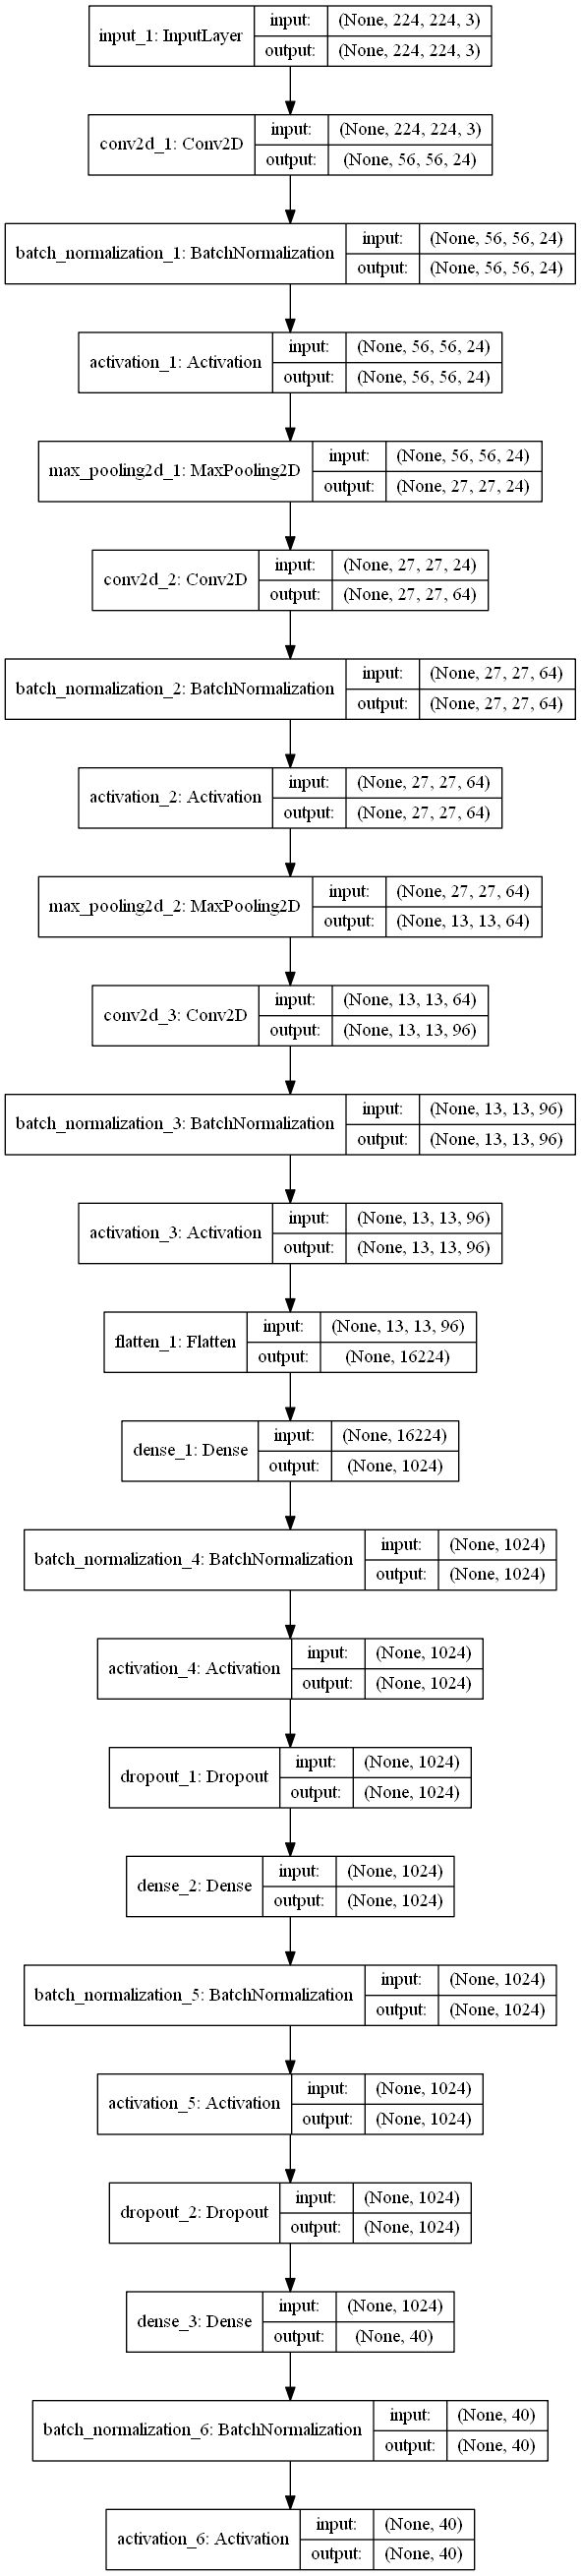 input_1: InputLayer
input: (None, 224, 224, 3)
output: (None, 224, 224, 3)
conv2d_1: Conv2D
input: (None, 224, 224, 3)
output: (None, 56, 56, 24)
batch_normalization_1: BatchNormalization
input: (None, 56, 56, 24)
output: (None, 56, 56, 24)
activation_1: Activation
input: (None, 56, 56, 24)
output: (None, 56, 56, 24)
max_pooling2d_1: MaxPooling2D
input: (None, 56, 56, 24)
output: (None, 27, 27, 24)
conv2d_2: Conv2D
input: (None, 27, 27, 24)
output: (None, 27, 27, 64)
batch_normalization_2: BatchNormalization
input: (None, 27, 27, 64)
output: (None, 27, 27, 64)
activation_2: Activation
input: (None, 27, 27, 64)
output: (None, 27, 27, 64)
max_pooling2d_2: MaxPooling2D
input: (None, 27, 27, 64)
output: (None, 13, 13, 64)
conv2d_3: Conv2D
input: (None, 13, 13, 64)
output: (None, 13, 13, 96)
batch_normalization_3: BatchNormalization
input: (None, 13, 13, 96)
output: (None, 13, 13, 96)
activation_3: Activation
input: (None, 13, 13, 96)
output: (None, 13, 13, 96)
flatten_1: Flatten
input: (None, 13, 13, 96)
output: (None, 16224)
dense_1: Dense
input: (None, 16224)
output: (None, 1024)
batch_normalization_4: BatchNormalization
input: (None, 1024)
output: (None, 1024)
activation_4: Activation
input: (None, 1024)
output: (None, 1024)
dropout_1: Dropout
input: (None, 1024)
output: (None, 1024)
dense_2: Dense
input: (None, 1024)
output: (None, 1024)
batch_normalization_5: BatchNormalization
input: (None, 1024)
output: (None, 1024)
activation_5: Activation
input: (None, 1024)
output: (None, 1024)
dropout_2: Dropout
input: (None, 1024)
output: (None, 1024)
dense_3: Dense
input: (None, 1024)
output: (None, 40)
batch_normalization_6: BatchNormalization
input: (None, 40)
output: (None, 40)
activation_6: Activation
input: (None, 40)
output: (None, 40)